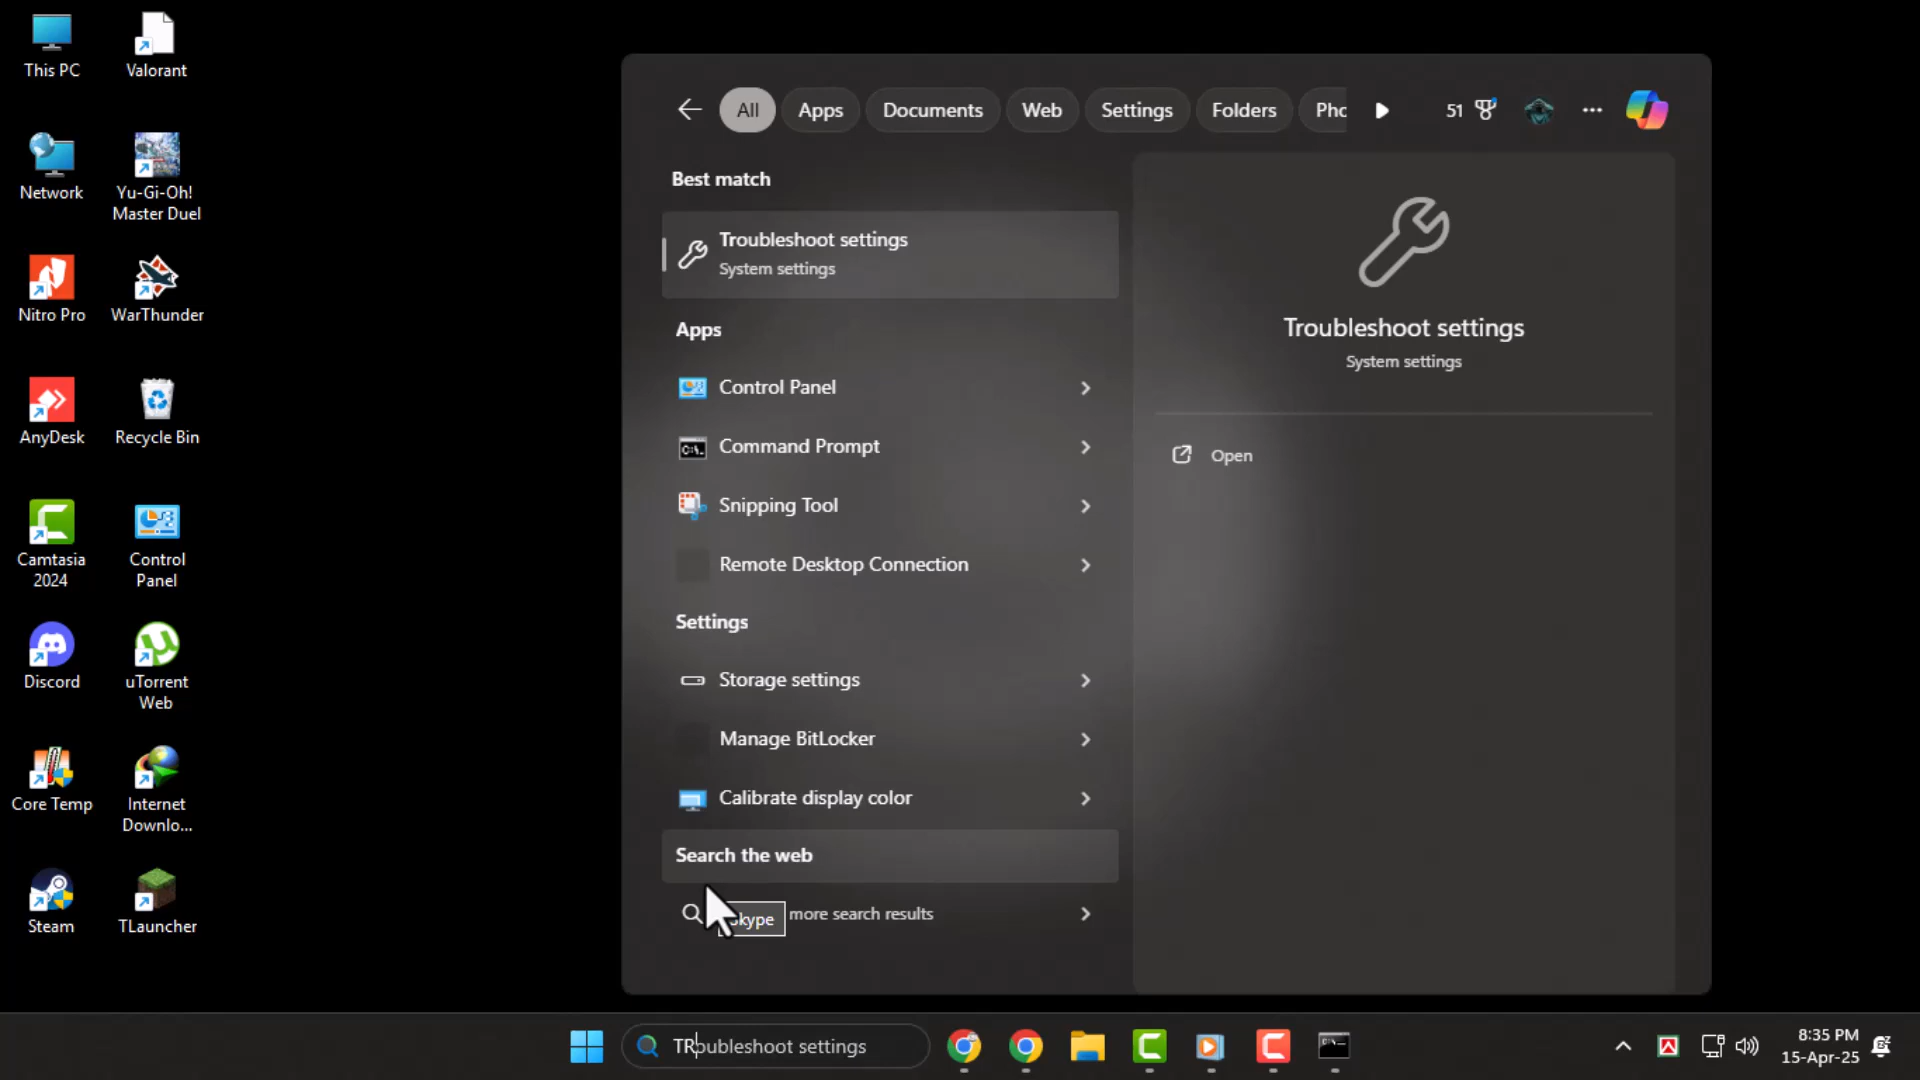 This PC
Valorant
Network
Yu-Gi-Oh!
Master Duel
Nitro Pro
WarThunder
AnyDesk
Recycle Bin
Camtasia
2024
Control
Panel
Discord
uTorrent
Web
Core Temp
Internet
Downlo...
Steam
TLauncher
All
Apps
Documents
Web
Settings
Folders
Pho
51
Best match
Troubleshoot settings
System settings
Apps
Control Panel
Command Prompt
Snipping Tool
Remote Desktop Connection
Settings
Storage settings
Manage BitLocker
Calibrate display color
Search the web
more search results
Troubleshoot settings
System settings
Open
TRoubleshoot settings
8:35 PM
15-Apr-25